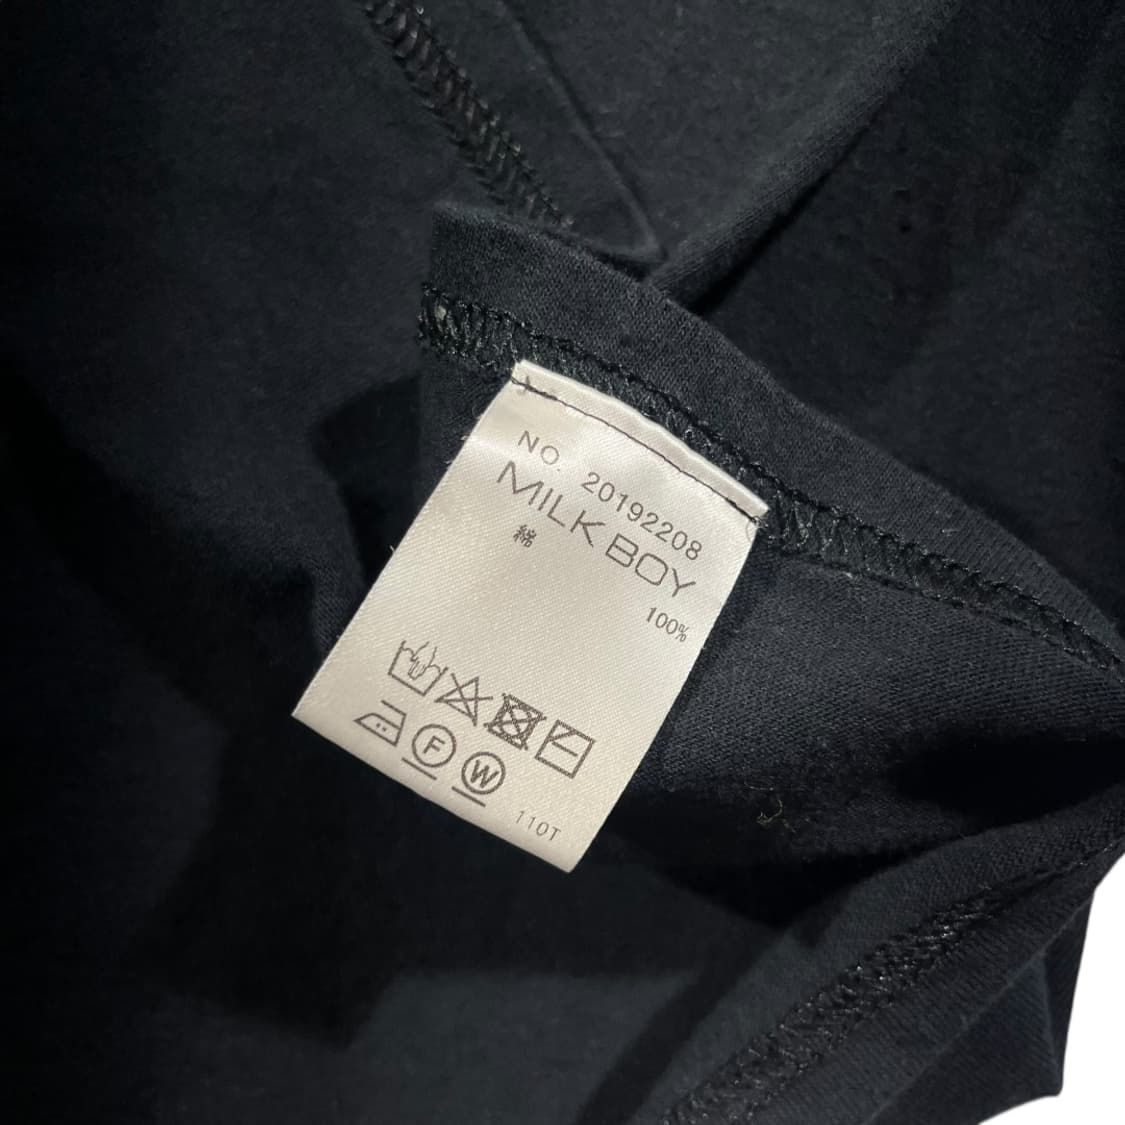 NO. 20192208
MILK BOY
綿 100%
F W
110T